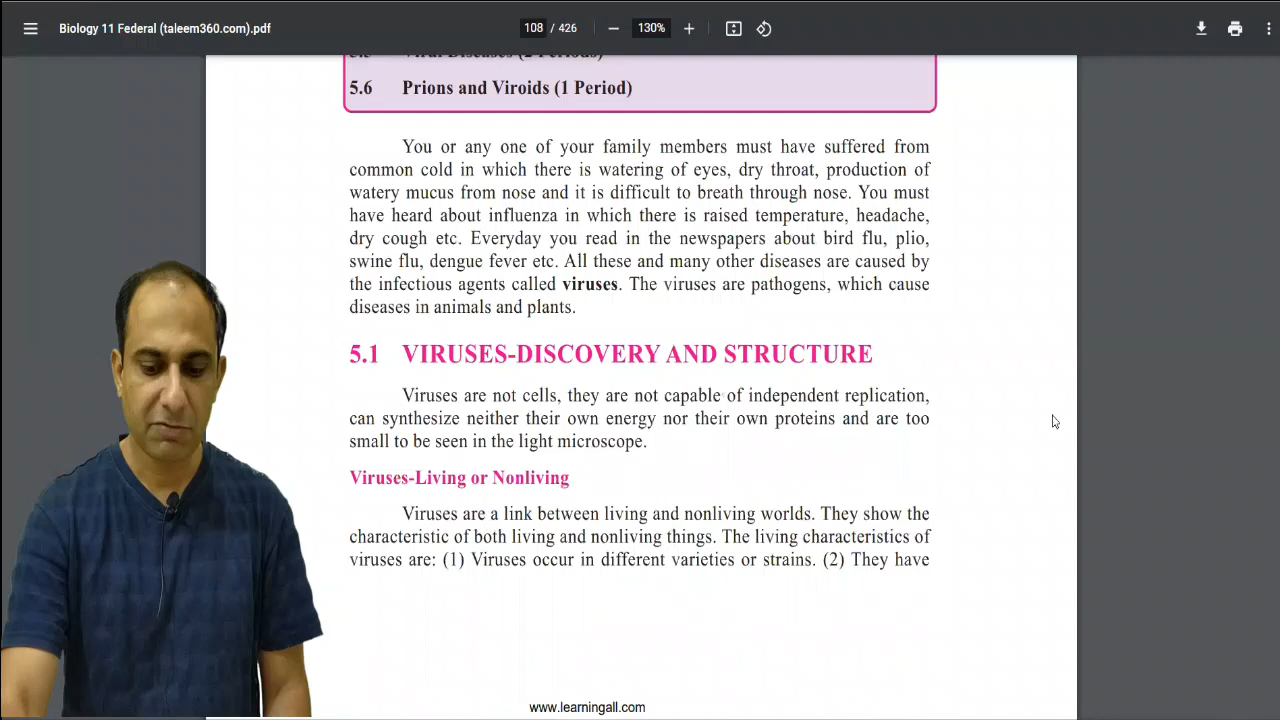 Biology 11 Federal (taleem360.com).pdf
108 / 426
130%
5.5 Viral Diseases (2 Periods)
5.6 Prions and Viroids (1 Period)
You or any one of your family members must have suffered from
common cold in which there is watering of eyes, dry throat, production of
watery mucus from nose and it is difficult to breath through nose. You must
have heard about influenza in which there is raised temperature, headache,
dry cough etc. Everyday you read in the newspapers about bird flu, plio,
swine flu, dengue fever etc. All these and many other diseases are caused by
the infectious agents called viruses. The viruses are pathogens, which cause
diseases in animals and plants.
5.1 VIRUSES-DISCOVERY AND STRUCTURE
Viruses are not cells, they are not capable of independent replication,
can synthesize neither their own energy nor their own proteins and are too
small to be seen in the light microscope.
Viruses-Living or Nonliving
Viruses are a link between living and nonliving worlds. They show the
characteristic of both living and nonliving things. The living characteristics of
viruses are: (1) Viruses occur in different varieties or strains. (2) They have
www.learningall.com